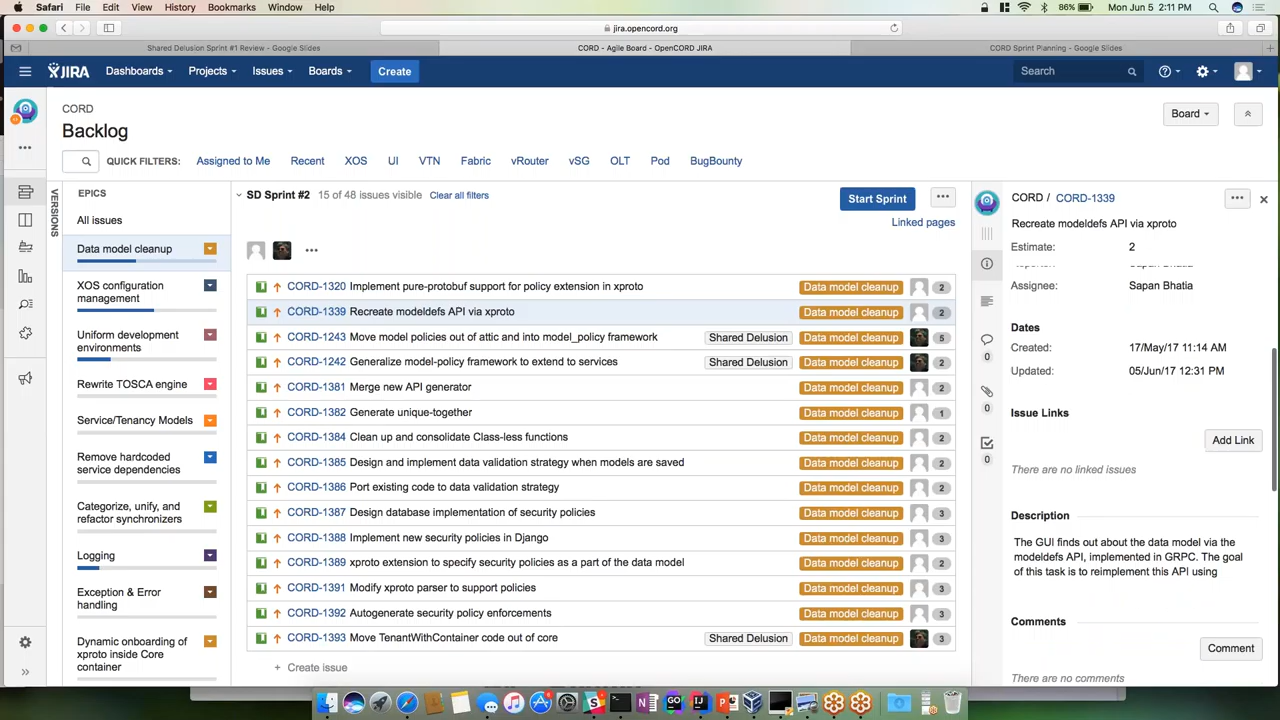 Safari File Edit View History Bookmarks Window Help
86% Mon Jun 5 2:11 PM
jira.opencord.org
Shared Delusion Sprint #1 Review - Google Slides
CORD - Agile Board - OpenCORD JIRA
CORD Sprint Planning - Google Slides
JIRA Dashboards Projects Issues Boards Create Search
CORD
Backlog
Board
QUICK FILTERS: Assigned to Me Recent XOS UI VTN Fabric vRouter vSG OLT Pod BugBounty
VERSIONS
EPICS
All issues
Data model cleanup
XOS configuration
management
Uniform development
environments
Rewrite TOSCA engine
Service/Tenancy Models
Remove hardcoded
service dependencies
Categorize, unify, and
refactor synchronizers
Logging
Exception & Error
handling
Dynamic onboarding of
xproto inside Core
container
SD Sprint #2 15 of 48 issues visible Clear all filters
Start Sprint
Linked pages
CORD-1320 Implement pure-protobuf support for policy extension in xproto Data model cleanup 2
CORD-1339 Recreate modeldefs API via xproto Data model cleanup 2
CORD-1243 Move model policies out of attic and into model_policy framework Shared Delusion Data model cleanup 5
CORD-1242 Generalize model-policy framework to extend to services Shared Delusion Data model cleanup 2
CORD-1381 Merge new API generator Data model cleanup 2
CORD-1382 Generate unique-together Data model cleanup 1
CORD-1384 Clean up and consolidate Class-less functions Data model cleanup 2
CORD-1385 Design and implement data validation strategy when models are saved Data model cleanup 2
CORD-1386 Port existing code to data validation strategy Data model cleanup 2
CORD-1387 Design database implementation of security policies Data model cleanup 3
CORD-1388 Implement new security policies in Django Data model cleanup 3
CORD-1389 xproto extension to specify security policies as a part of the data model Data model cleanup 2
CORD-1391 Modify xproto parser to support policies Data model cleanup 3
CORD-1392 Autogenerate security policy enforcements Data model cleanup 3
CORD-1393 Move TenantWithContainer code out of core Shared Delusion Data model cleanup 3
+ Create issue
CORD / CORD-1339
Recreate modeldefs API via xproto
Estimate: 2
Reporter: Sapan Bhatia
Assignee: Sapan Bhatia
Dates
Created: 17/May/17 11:14 AM
Updated: 05/Jun/17 12:31 PM
Issue Links
Add Link
There are no linked issues
Description
The GUI finds out about the data model via the
modeldefs API, implemented in GRPC. The goal
of this task is to reimplement this API using
Comments
Comment
There are no comments
0
0
0